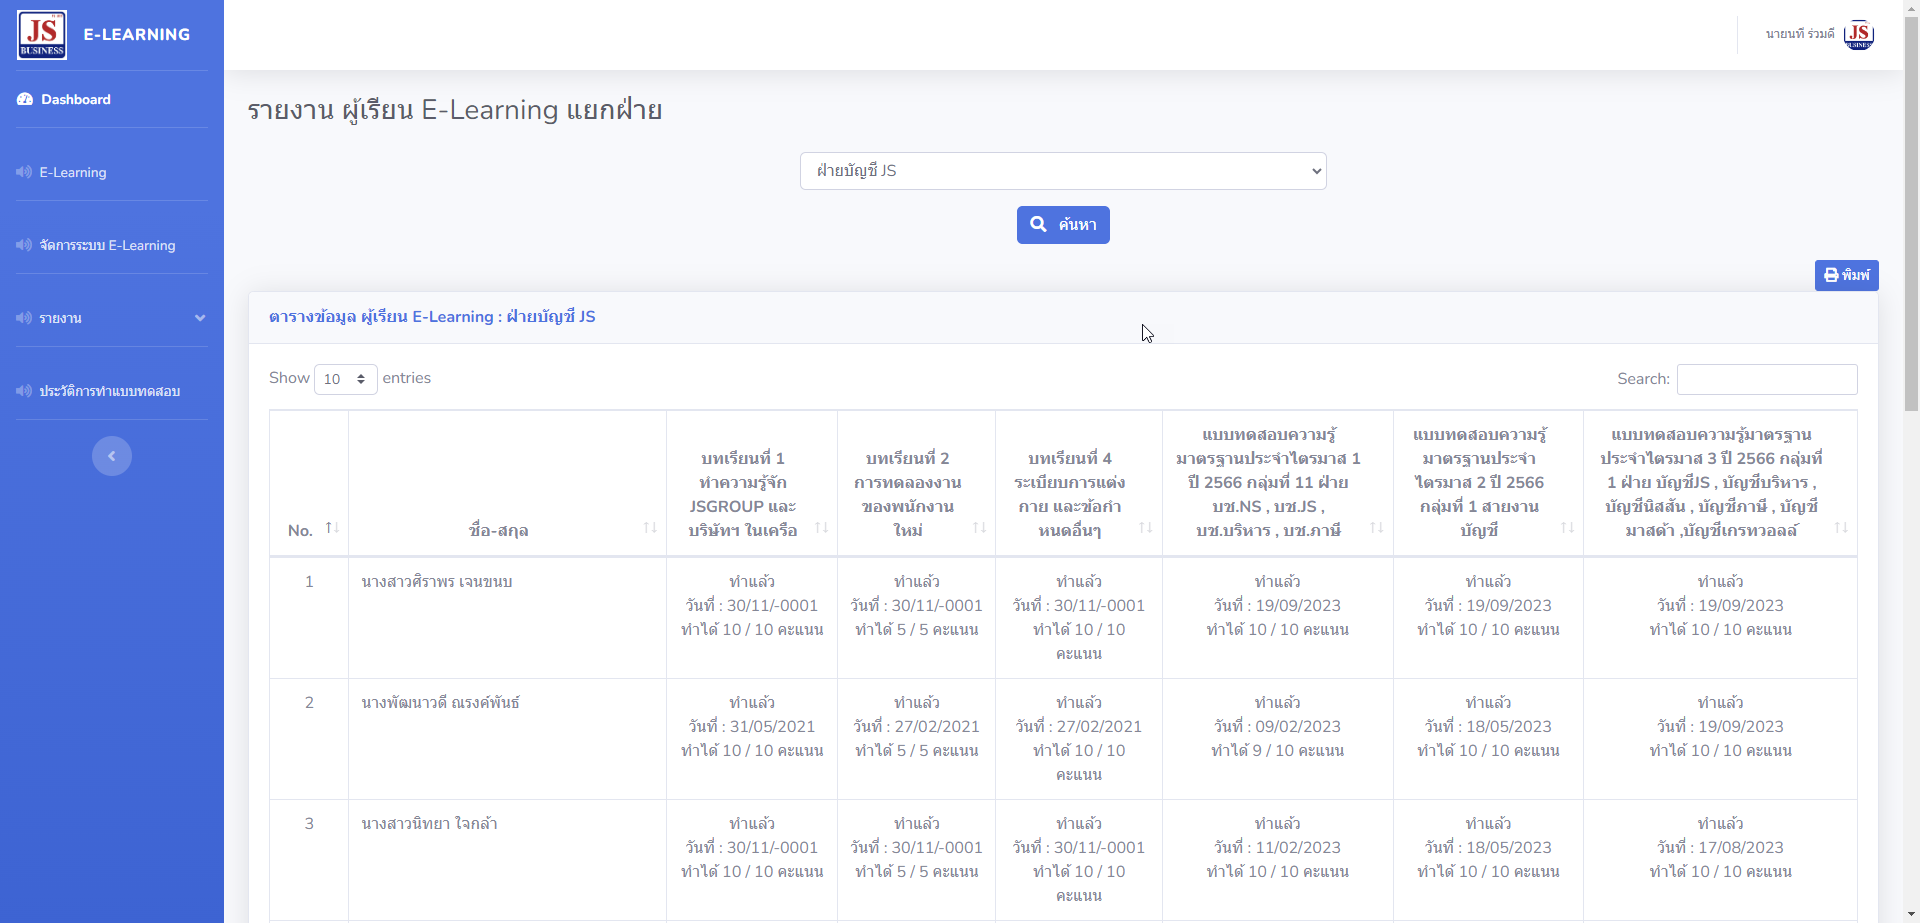 JS
BUSINESS
E-LEARNING
นายนที ร่วมดี
Dashboard
E-Learning
จัดการระบบ E-Learning
รายงาน
ประวัติการทำแบบทดสอบ
รายงาน ผู้เรียน E-Learning แยกฝ่าย
ฝ่ายบัญชี JS
ค้นหา
พิมพ์
ตารางข้อมูล ผู้เรียน E-Learning : ฝ่ายบัญชี JS
Show 10 entries
Search:
No.
ชื่อ-สกุล
บทเรียนที่ 1
ทำความรู้จัก
JSGROUP และ
บริษัทฯ ในเครือ
บทเรียนที่ 2
การทดลองงาน
ของพนักงาน
ใหม่
บทเรียนที่ 4
ระเบียบการแต่ง
กาย และข้อกำ
หนดอื่นๆ
แบบทดสอบความรู้
มาตรฐานประจำไตรมาส 1
ปี 2566 กลุ่มที่ 11 ฝ่าย
บช.NS , บช.JS ,
บช.บริหาร , บช.ภาษี
แบบทดสอบความรู้
มาตรฐานประจำ
ไตรมาส 2 ปี 2566
กลุ่มที่ 1 สายงาน
บัญชี
แบบทดสอบความรู้มาตรฐาน
ประจำไตรมาส 3 ปี 2566 กลุ่มที่
1 ฝ่าย บัญชีJS , บัญชีบริหาร ,
บัญชีนิสสัน , บัญชีภาษี , บัญชี
มาสด้า ,บัญชีเกรทวอลล์
1
นางสาวศิราพร เจนขนบ
ทำแล้ว
วันที่ : 30/11/-0001
ทำได้ 10 / 10 คะแนน
ทำแล้ว
วันที่ : 30/11/-0001
ทำได้ 5 / 5 คะแนน
ทำแล้ว
วันที่ : 30/11/-0001
ทำได้ 10 / 10
คะแนน
ทำแล้ว
วันที่ : 19/09/2023
ทำได้ 10 / 10 คะแนน
ทำแล้ว
วันที่ : 19/09/2023
ทำได้ 10 / 10 คะแนน
ทำแล้ว
วันที่ : 19/09/2023
ทำได้ 10 / 10 คะแนน
2
นางพัฒนาวดี ณรงค์พันธ์
ทำแล้ว
วันที่ : 31/05/2021
ทำได้ 10 / 10 คะแนน
ทำแล้ว
วันที่ : 27/02/2021
ทำได้ 5 / 5 คะแนน
ทำแล้ว
วันที่ : 27/02/2021
ทำได้ 10 / 10
คะแนน
ทำแล้ว
วันที่ : 09/02/2023
ทำได้ 9 / 10 คะแนน
ทำแล้ว
วันที่ : 18/05/2023
ทำได้ 10 / 10 คะแนน
ทำแล้ว
วันที่ : 19/09/2023
ทำได้ 10 / 10 คะแนน
3
นางสาวนิทยา ใจกล้า
ทำแล้ว
วันที่ : 30/11/-0001
ทำได้ 10 / 10 คะแนน
ทำแล้ว
วันที่ : 30/11/-0001
ทำได้ 5 / 5 คะแนน
ทำแล้ว
วันที่ : 30/11/-0001
ทำได้ 10 / 10
คะแนน
ทำแล้ว
วันที่ : 11/02/2023
ทำได้ 10 / 10 คะแนน
ทำแล้ว
วันที่ : 18/05/2023
ทำได้ 10 / 10 คะแนน
ทำแล้ว
วันที่ : 17/08/2023
ทำได้ 10 / 10 คะแนน